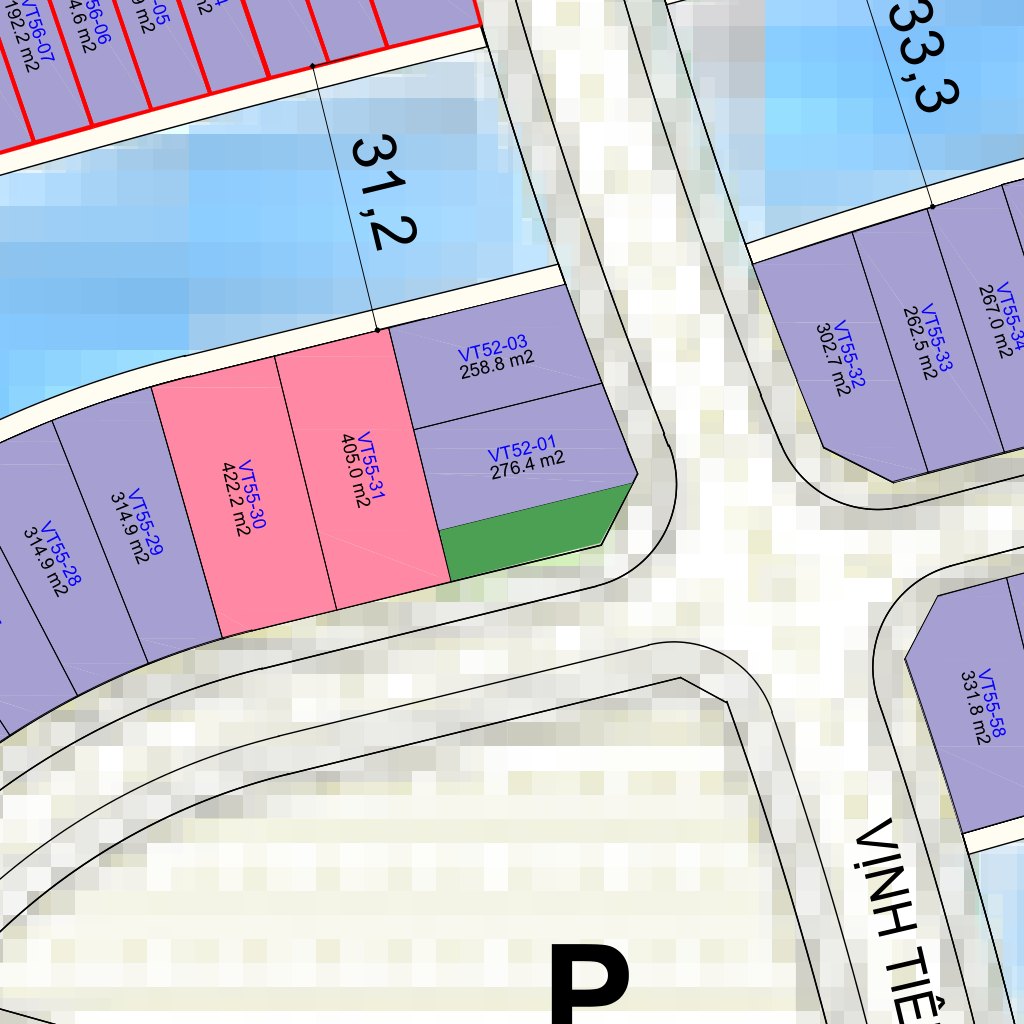 VT56-07
192.2 m2
56-06
4.6 m2
-05
m2
m2
31,2
33,3
VT52-03
258.8 m2
VT52-01
276.4 m2
VT55-31
405.0 m2
VT55-30
422.2 m2
VT55-29
314.9 m2
VT55-28
314.9 m2
VT55-32
302.7 m2
VT55-33
262.5 m2
VT55-34
267.0 m2
VT55-58
331.8 m2
VỊNH TIÊ
P